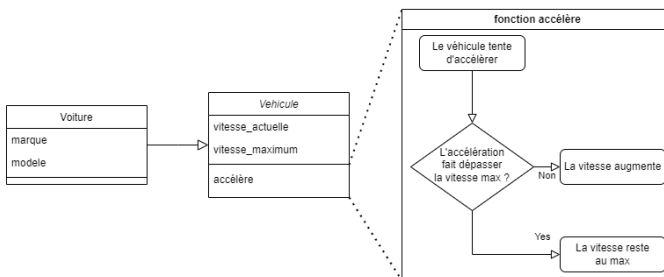 Voiture
marque
modele
Vehicule
vitesse_actuelle
vitesse_maximum
accélère
fonction accélère
Le véhicule tente
d'accélèrer
L'accélération
fait dépasser
la vitesse max ?
Non
La vitesse augmente
Yes
La vitesse reste
au max